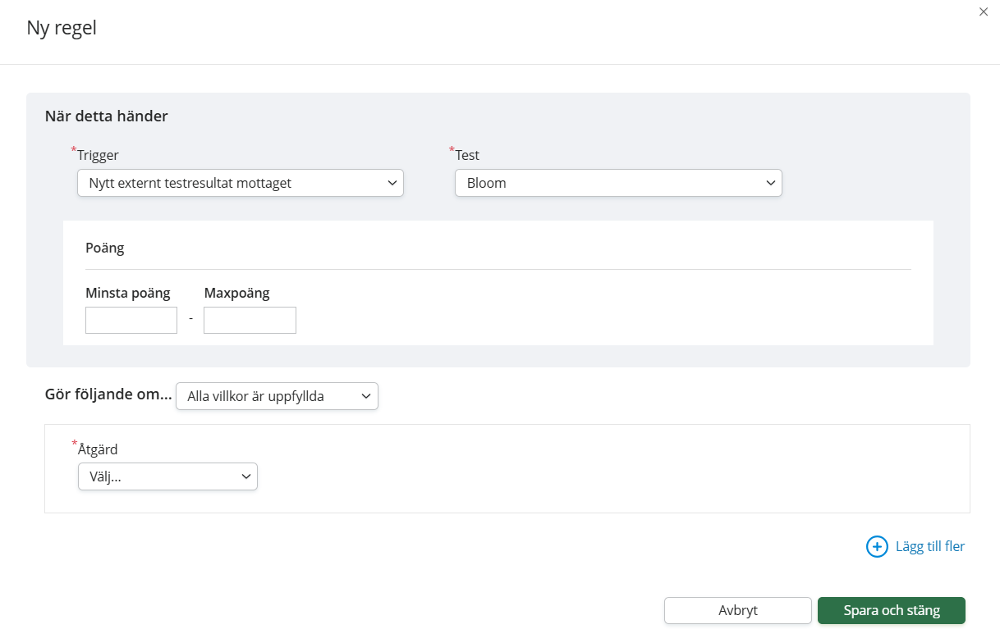 Ny regel
När detta händer
*Trigger
*Test
Nytt externt testresultat mottaget
Bloom
Poäng
Minsta poäng
Maxpoäng
-
Gör följande om...
Alla villkor är uppfyllda
*Åtgärd
Välj...
Lägg till fler
Avbryt
Spara och stäng